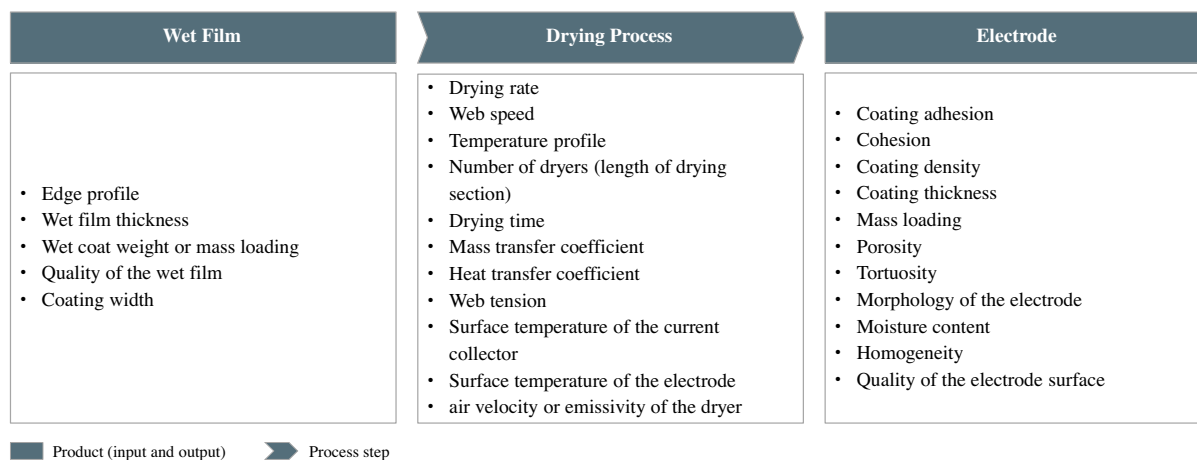 Wet Film
Drying Process
Electrode
• Edge profile
• Wet film thickness
• Wet coat weight or mass loading
• Quality of the wet film
• Coating width
• Drying rate
• Web speed
• Temperature profile
• Number of dryers (length of drying
section)
• Drying time
• Mass transfer coefficient
• Heat transfer coefficient
• Web tension
• Surface temperature of the current
collector
• Surface temperature of the electrode
• air velocity or emissivity of the dryer
• Coating adhesion
• Cohesion
• Coating density
• Coating thickness
• Mass loading
• Porosity
• Tortuosity
• Morphology of the electrode
• Moisture content
• Homogeneity
• Quality of the electrode surface
Product (input and output)
Process step